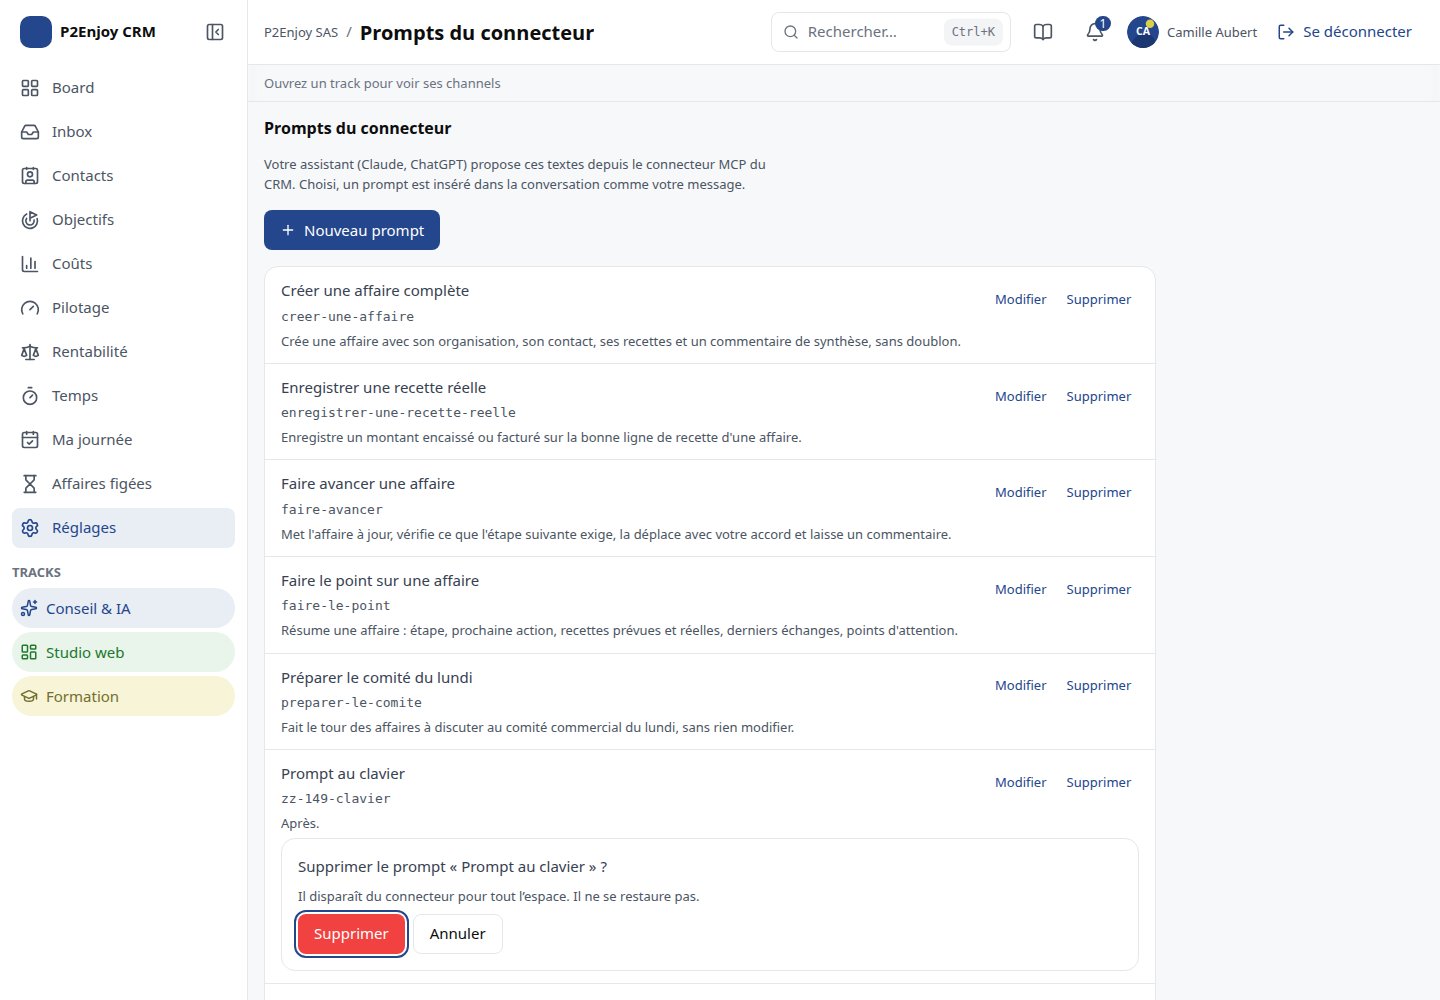 P2Enjoy CRM
P2Enjoy SAS / Prompts du connecteur
Rechercher...
Ctrl+K
1
CA
Camille Aubert
Se déconnecter
Board
Inbox
Contacts
Objectifs
Coûts
Pilotage
Rentabilité
Temps
Ma journée
Affaires figées
Réglages
TRACKS
Conseil & IA
Studio web
Formation
Ouvrez un track pour voir ses channels
Prompts du connecteur
Votre assistant (Claude, ChatGPT) propose ces textes depuis le connecteur MCP du
CRM. Choisi, un prompt est inséré dans la conversation comme votre message.
Nouveau prompt
Créer une affaire complète
Modifier
Supprimer
creer-une-affaire
Crée une affaire avec son organisation, son contact, ses recettes et un commentaire de synthèse, sans doublon.
Enregistrer une recette réelle
Modifier
Supprimer
enregistrer-une-recette-reelle
Enregistre un montant encaissé ou facturé sur la bonne ligne de recette d'une affaire.
Faire avancer une affaire
Modifier
Supprimer
faire-avancer
Met l'affaire à jour, vérifie ce que l'étape suivante exige, la déplace avec votre accord et laisse un commentaire.
Faire le point sur une affaire
Modifier
Supprimer
faire-le-point
Résume une affaire : étape, prochaine action, recettes prévues et réelles, derniers échanges, points d'attention.
Préparer le comité du lundi
Modifier
Supprimer
preparer-le-comite
Fait le tour des affaires à discuter au comité commercial du lundi, sans rien modifier.
Prompt au clavier
Modifier
Supprimer
zz-149-clavier
Après.
Supprimer le prompt « Prompt au clavier » ?
Il disparaît du connecteur pour tout l'espace. Il ne se restaure pas.
Supprimer
Annuler